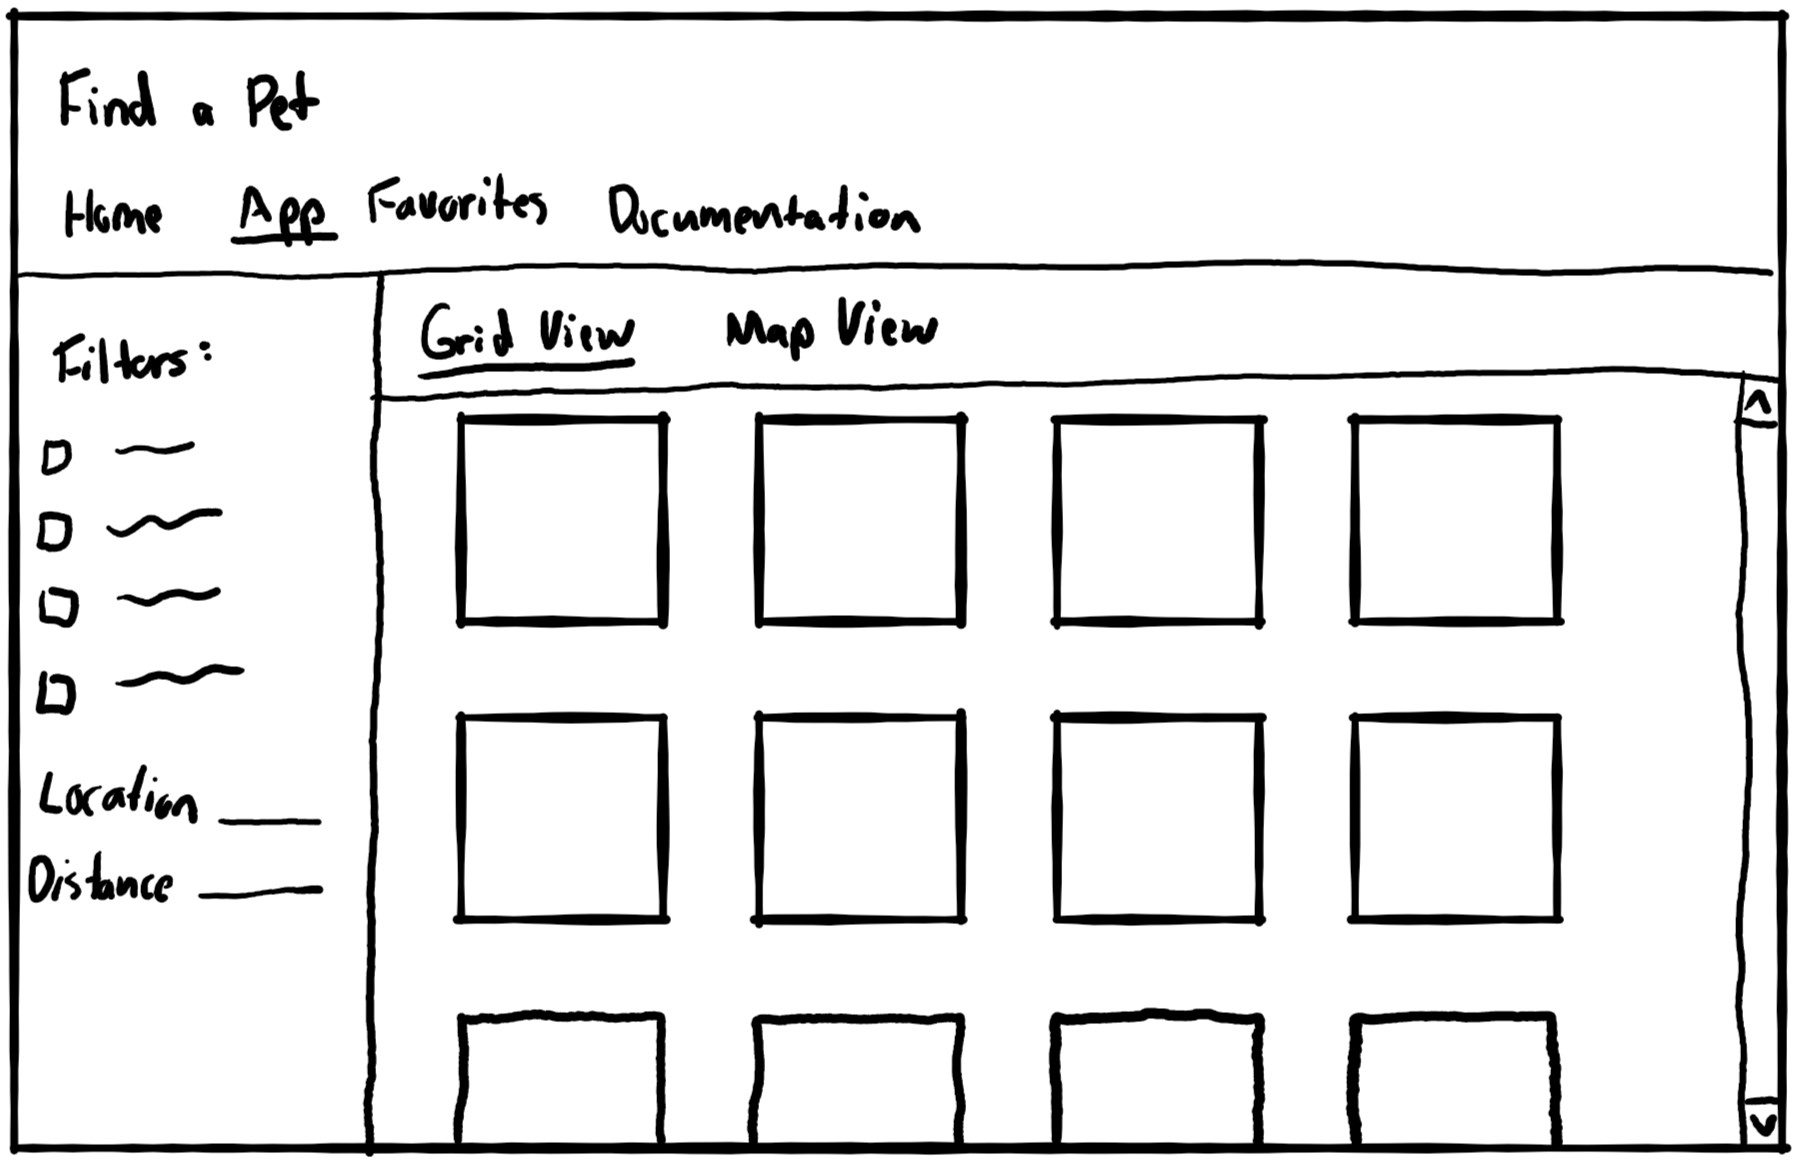 Find a Pet
Home App Favorites Documentation
Filters:
Grid View Map View
Location
Distance